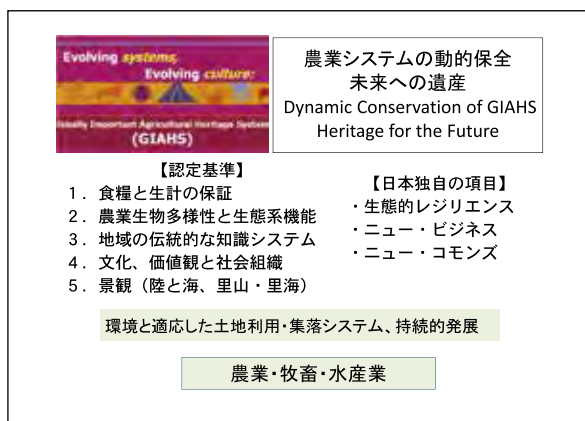 Evolving systems,
Evolving culture:
Globally Important Agricultural Heritage Systems
(GIAHS)
農業システムの動的保全
未来への遺産
Dynamic Conservation of GIAHS
Heritage for the Future
【認定基準】
１．食糧と生計の保証
２．農業生物多様性と生態系機能
３．地域の伝統的な知識システム
４．文化、価値観と社会組織
５．景観（陸と海、里山・里海）
【日本独自の項目】
・生態的レジリエンス
・ニュー・ビジネス
・ニュー・コモンズ
環境と適応した土地利用・集落システム、持続的発展
農業・牧畜・水産業